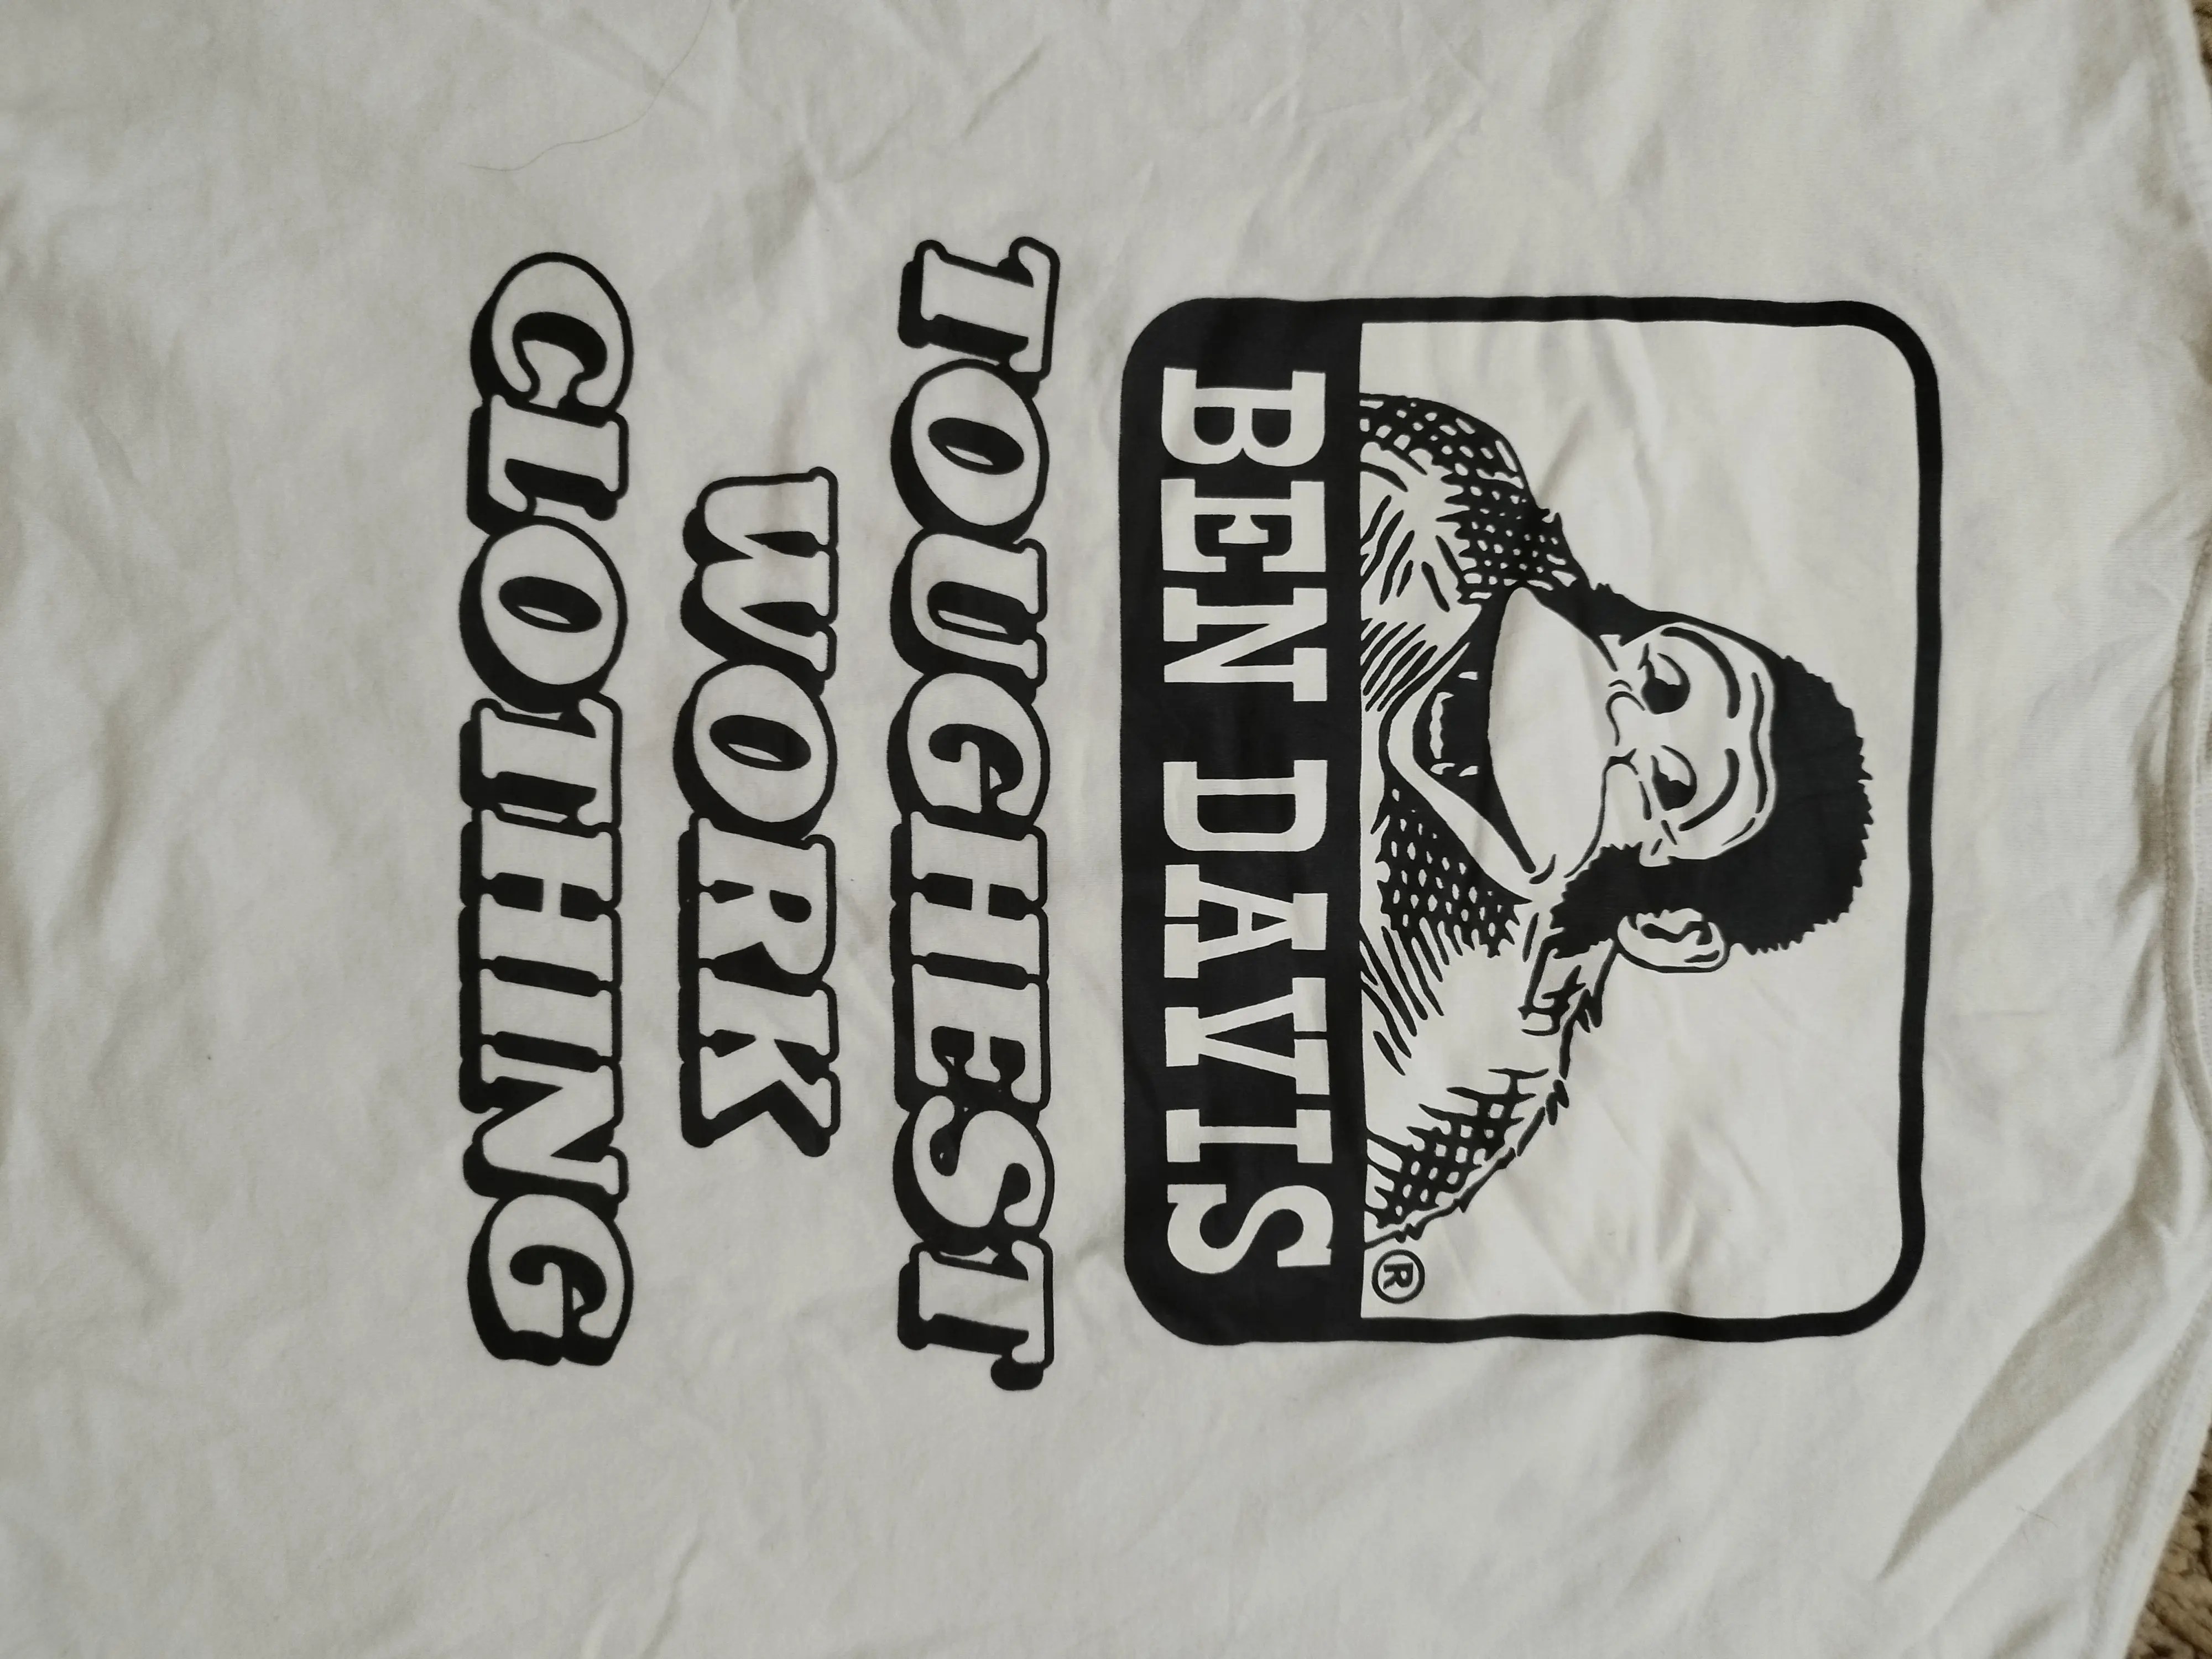 ®
BEN DAVIS
TOUGHEST
WORK
CLOTHING